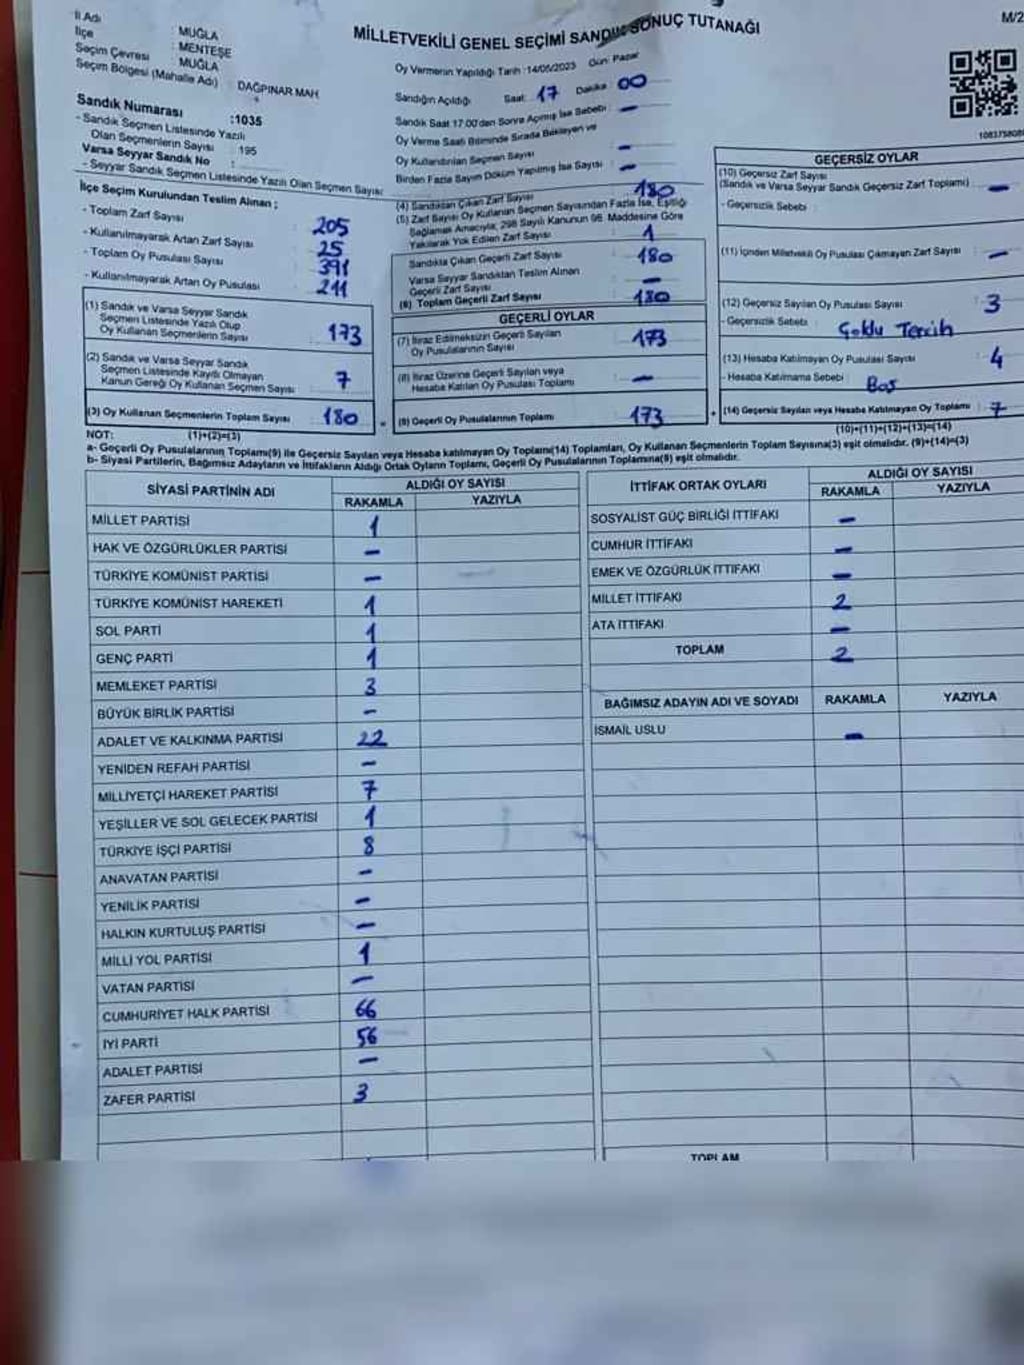 MİLLETVEKİLİ GENEL SEÇİMİ SANDIK SONUÇ TUTANAĞI
M/2
İl Adı : MUĞLA
İlçe : MENTEŞE
Seçim Çevresi : MUĞLA
Seçim Bölgesi (Mahalle Adı) : DAĞPINAR MAH.
Sandık Numarası :1035
- Sandık Seçmen Listesinde Yazılı
Olan Seçmenlerin Sayısı : 195
Varsa Seyyar Sandık No :
- Seyyar Sandık Seçmen Listesinde Yazılı Olan Seçmen Sayısı:
İlçe Seçim Kurulundan Teslim Alınan ;
- Toplam Zarf Sayısı 205
- Kullanılmayarak Artan Zarf Sayısı 25
- Toplam Oy Pusulası Sayısı 391
- Kullanılmayarak Artan Oy Pusulası 211
(1) Sandık ve Varsa Seyyar Sandık
Seçmen Listesinde Yazılı Olup
Oy Kullanan Seçmenlerin Sayısı : 173
(2) Sandık ve Varsa Seyyar Sandık
Seçmen Listesinde Kayıtlı Olmayan
Kanun Gereği Oy Kullanan Seçmen Sayısı : 7
(3) Oy Kullanan Seçmenlerin Toplam Sayısı : 180
(1)+(2)=(3)
Oy Vermenin Yapıldığı Tarih :14/05/2023 Gün: Pazar
Sandığın Açıldığı Saat: 17 Dakika 00
Sandık Saat 17:00'den Sonra Açılmış İse Sebebi : -
Oy Verme Saati Bitiminde Sırada Bekleyen ve
Oy Kullandırılan Seçmen Sayısı : -
Birden Fazla Sayım Döküm Yapılmış İse Sayısı : -
(4) Sandıktan Çıkan Zarf Sayısı : 180
(5) Zarf Sayısı Oy Kullanan Seçmen Sayısından Fazla İse, Eşitliği
Sağlamak Amacıyla, 298 Sayılı Kanunun 98. Maddesine Göre
Yakılarak Yok Edilen Zarf Sayısı : 1
Sandıkta Çıkan Geçerli Zarf Sayısı : 180
Varsa Seyyar Sandıktan Teslim Alınan
Geçerli Zarf Sayısı : -
(6) Toplam Geçerli Zarf Sayısı : 180
GEÇERLİ OYLAR
(7) İtiraz Edilmeksizin Geçerli Sayılan
Oy Pusulalarının Sayısı : 173
(8) İtiraz Üzerine Geçerli Sayılan veya
Hesaba Katılan Oy Pusulası Toplamı : -
(9) Geçerli Oy Pusulalarının Toplamı : 173
GEÇERSİZ OYLAR
(10) Geçersiz Zarf Sayısı
(Sandık ve Varsa Seyyar Sandık Geçersiz Zarf Toplamı) : -
- Geçersizlik Sebebi :
(11) İçinden Milletvekili Oy Pusulası Çıkmayan Zarf Sayısı : -
(12) Geçersiz Sayılan Oy Pusulası Sayısı : 3
- Geçersizlik Sebebi : Çoklu Tercih
(13) Hesaba Katılmayan Oy Pusulası Sayısı : 4
- Hesaba Katılmama Sebebi : Boş
(14) Geçersiz Sayılan veya Hesaba Katılmayan Oy Toplamı : 7
(10)+(11)+(12)+(13)=(14)
NOT:
a- Geçerli Oy Pusulalarının Toplamı(9) ile Geçersiz Sayılan veya Hesaba katılmayan Oy Toplamı(14) Toplamları, Oy Kullanan Seçmenlerin Toplam Sayısına(3) eşit olmalıdır. (9)+(14)=(3)
b- Siyasi Partilerin, Bağımsız Adayların ve İttifakların Aldığı Ortak Oyların Toplamı, Geçerli Oy Pusulalarının Toplamına(9) eşit olmalıdır.
SİYASİ PARTİNİN ADI ALDIĞI OY SAYISI
RAKAMLA YAZIYLA
MİLLET PARTİSİ 1
HAK VE ÖZGÜRLÜKLER PARTİSİ -
TÜRKİYE KOMÜNİST PARTİSİ -
TÜRKİYE KOMÜNİST HAREKETİ 1
SOL PARTİ 1
GENÇ PARTİ 1
MEMLEKET PARTİSİ 3
BÜYÜK BİRLİK PARTİSİ -
ADALET VE KALKINMA PARTİSİ 22
YENİDEN REFAH PARTİSİ -
MİLLİYETÇİ HAREKET PARTİSİ 7
YEŞİLLER VE SOL GELECEK PARTİSİ 1
TÜRKİYE İŞÇİ PARTİSİ 8
ANAVATAN PARTİSİ -
YENİLİK PARTİSİ -
HALKIN KURTULUŞ PARTİSİ -
MİLLİ YOL PARTİSİ 1
VATAN PARTİSİ -
CUMHURİYET HALK PARTİSİ 66
İYİ PARTİ 56
ADALET PARTİSİ -
ZAFER PARTİSİ 3
İTTİFAK ORTAK OYLARI ALDIĞI OY SAYISI
RAKAMLA YAZIYLA
SOSYALİST GÜÇ BİRLİĞİ İTTİFAKI -
CUMHUR İTTİFAKI -
EMEK VE ÖZGÜRLÜK İTTİFAKI -
MİLLET İTTİFAKI 2
ATA İTTİFAKI -
TOPLAM 2
BAĞIMSIZ ADAYIN ADI VE SOYADI RAKAMLA YAZIYLA
İSMAİL USLU -
TOPLAM